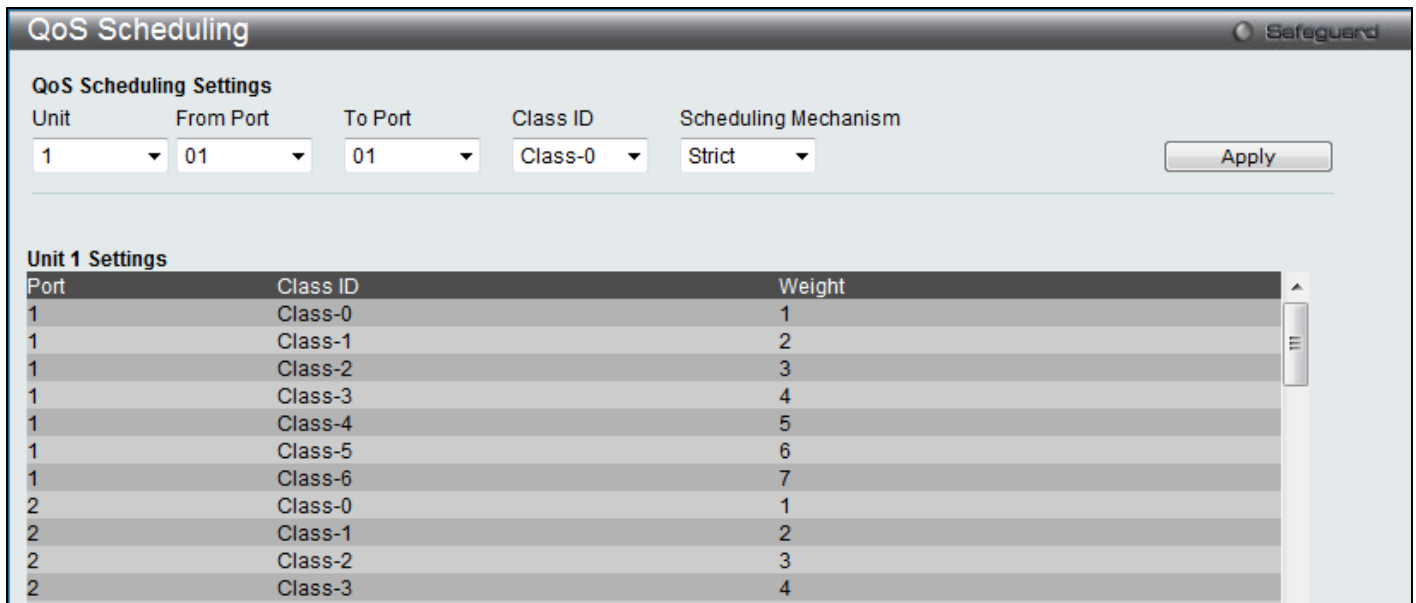 QoS Scheduling Safeguard
QoS Scheduling Settings
Unit From Port To Port Class ID Scheduling Mechanism
1 01 01 Class-0 Strict Apply
Unit 1 Settings
Port Class ID Weight
1 Class-0 1
1 Class-1 2
1 Class-2 3
1 Class-3 4
1 Class-4 5
1 Class-5 6
1 Class-6 7
2 Class-0 1
2 Class-1 2
2 Class-2 3
2 Class-3 4